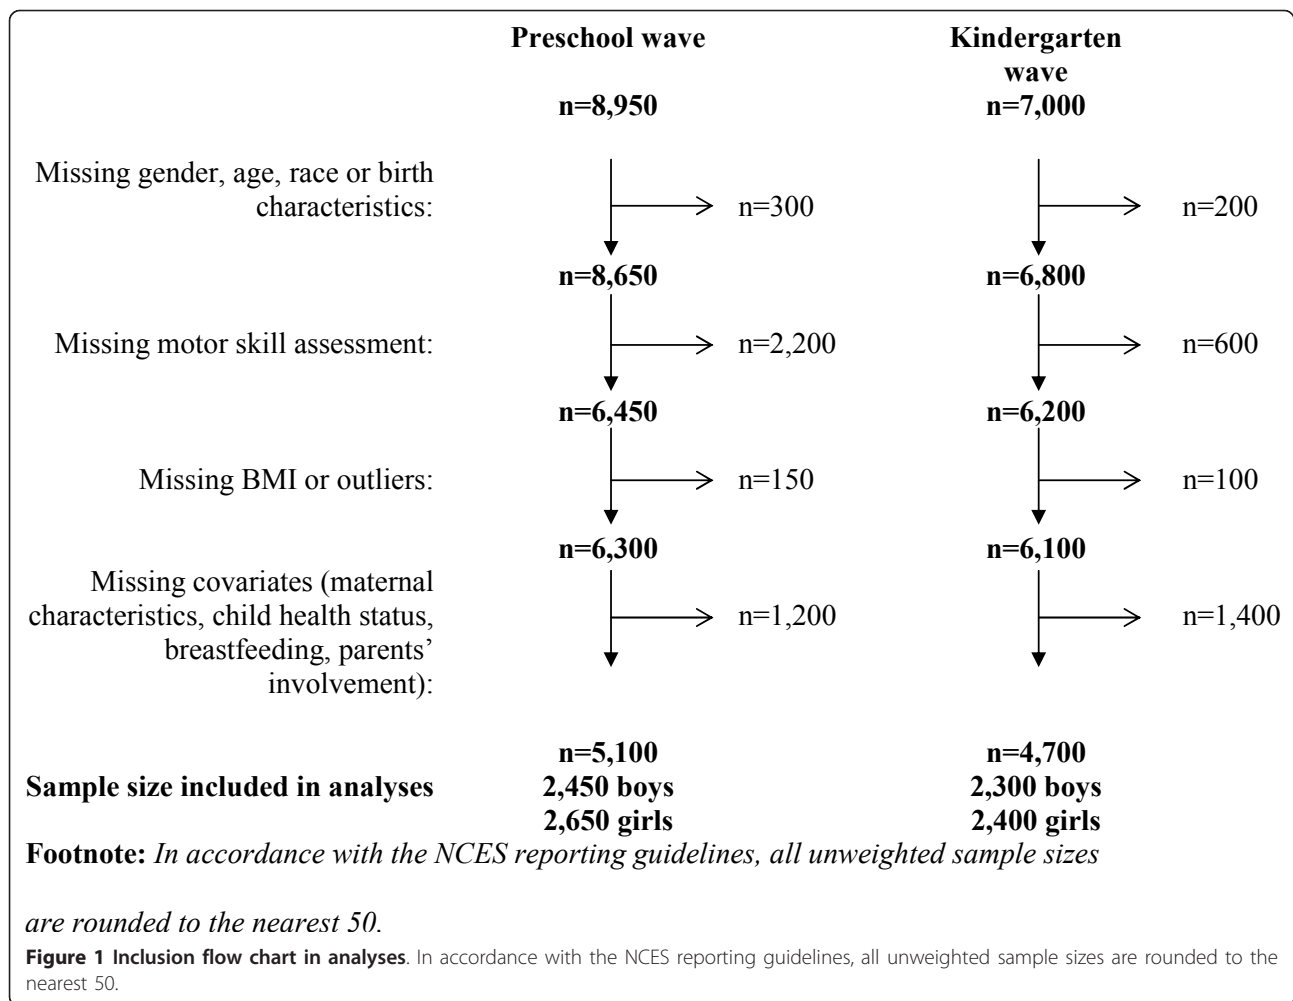 Preschool wave
Kindergarten
wave
n=8,950
n=7,000
Missing gender, age, race or birth
characteristics:
n=300
n=200
n=8,650
n=6,800
Missing motor skill assessment:
n=2,200
n=600
n=6,450
n=6,200
Missing BMI or outliers:
n=150
n=100
n=6,300
n=6,100
Missing covariates (maternal
characteristics, child health status,
breastfeeding, parents’
involvement):
n=1,200
n=1,400
n=5,100
n=4,700
Sample size included in analyses
2,450 boys
2,300 boys
2,650 girls
2,400 girls
Footnote: In accordance with the NCES reporting guidelines, all unweighted sample sizes
are rounded to the nearest 50.
Figure 1 Inclusion flow chart in analyses. In accordance with the NCES reporting guidelines, all unweighted sample sizes are rounded to the
nearest 50.